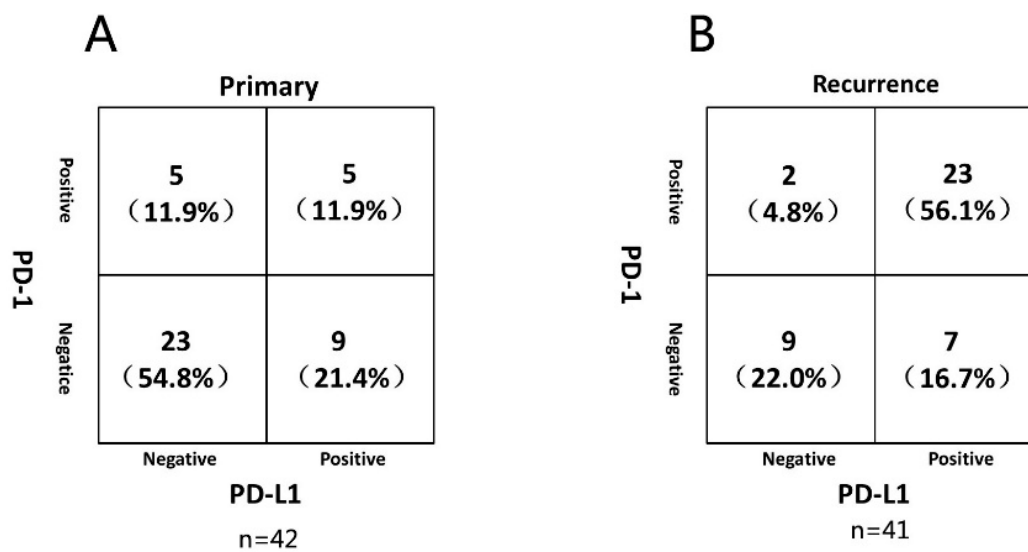 A
Primary
Positive
5
（11.9%）
5
（11.9%）
PD-1
Negatice
23
（54.8%）
9
（21.4%）
Negative
Positive
PD-L1
n=42
B
Recurrence
Positive
2
（4.8%）
23
（56.1%）
PD-1
Negative
9
（22.0%）
7
（16.7%）
Negative
Positive
PD-L1
n=41